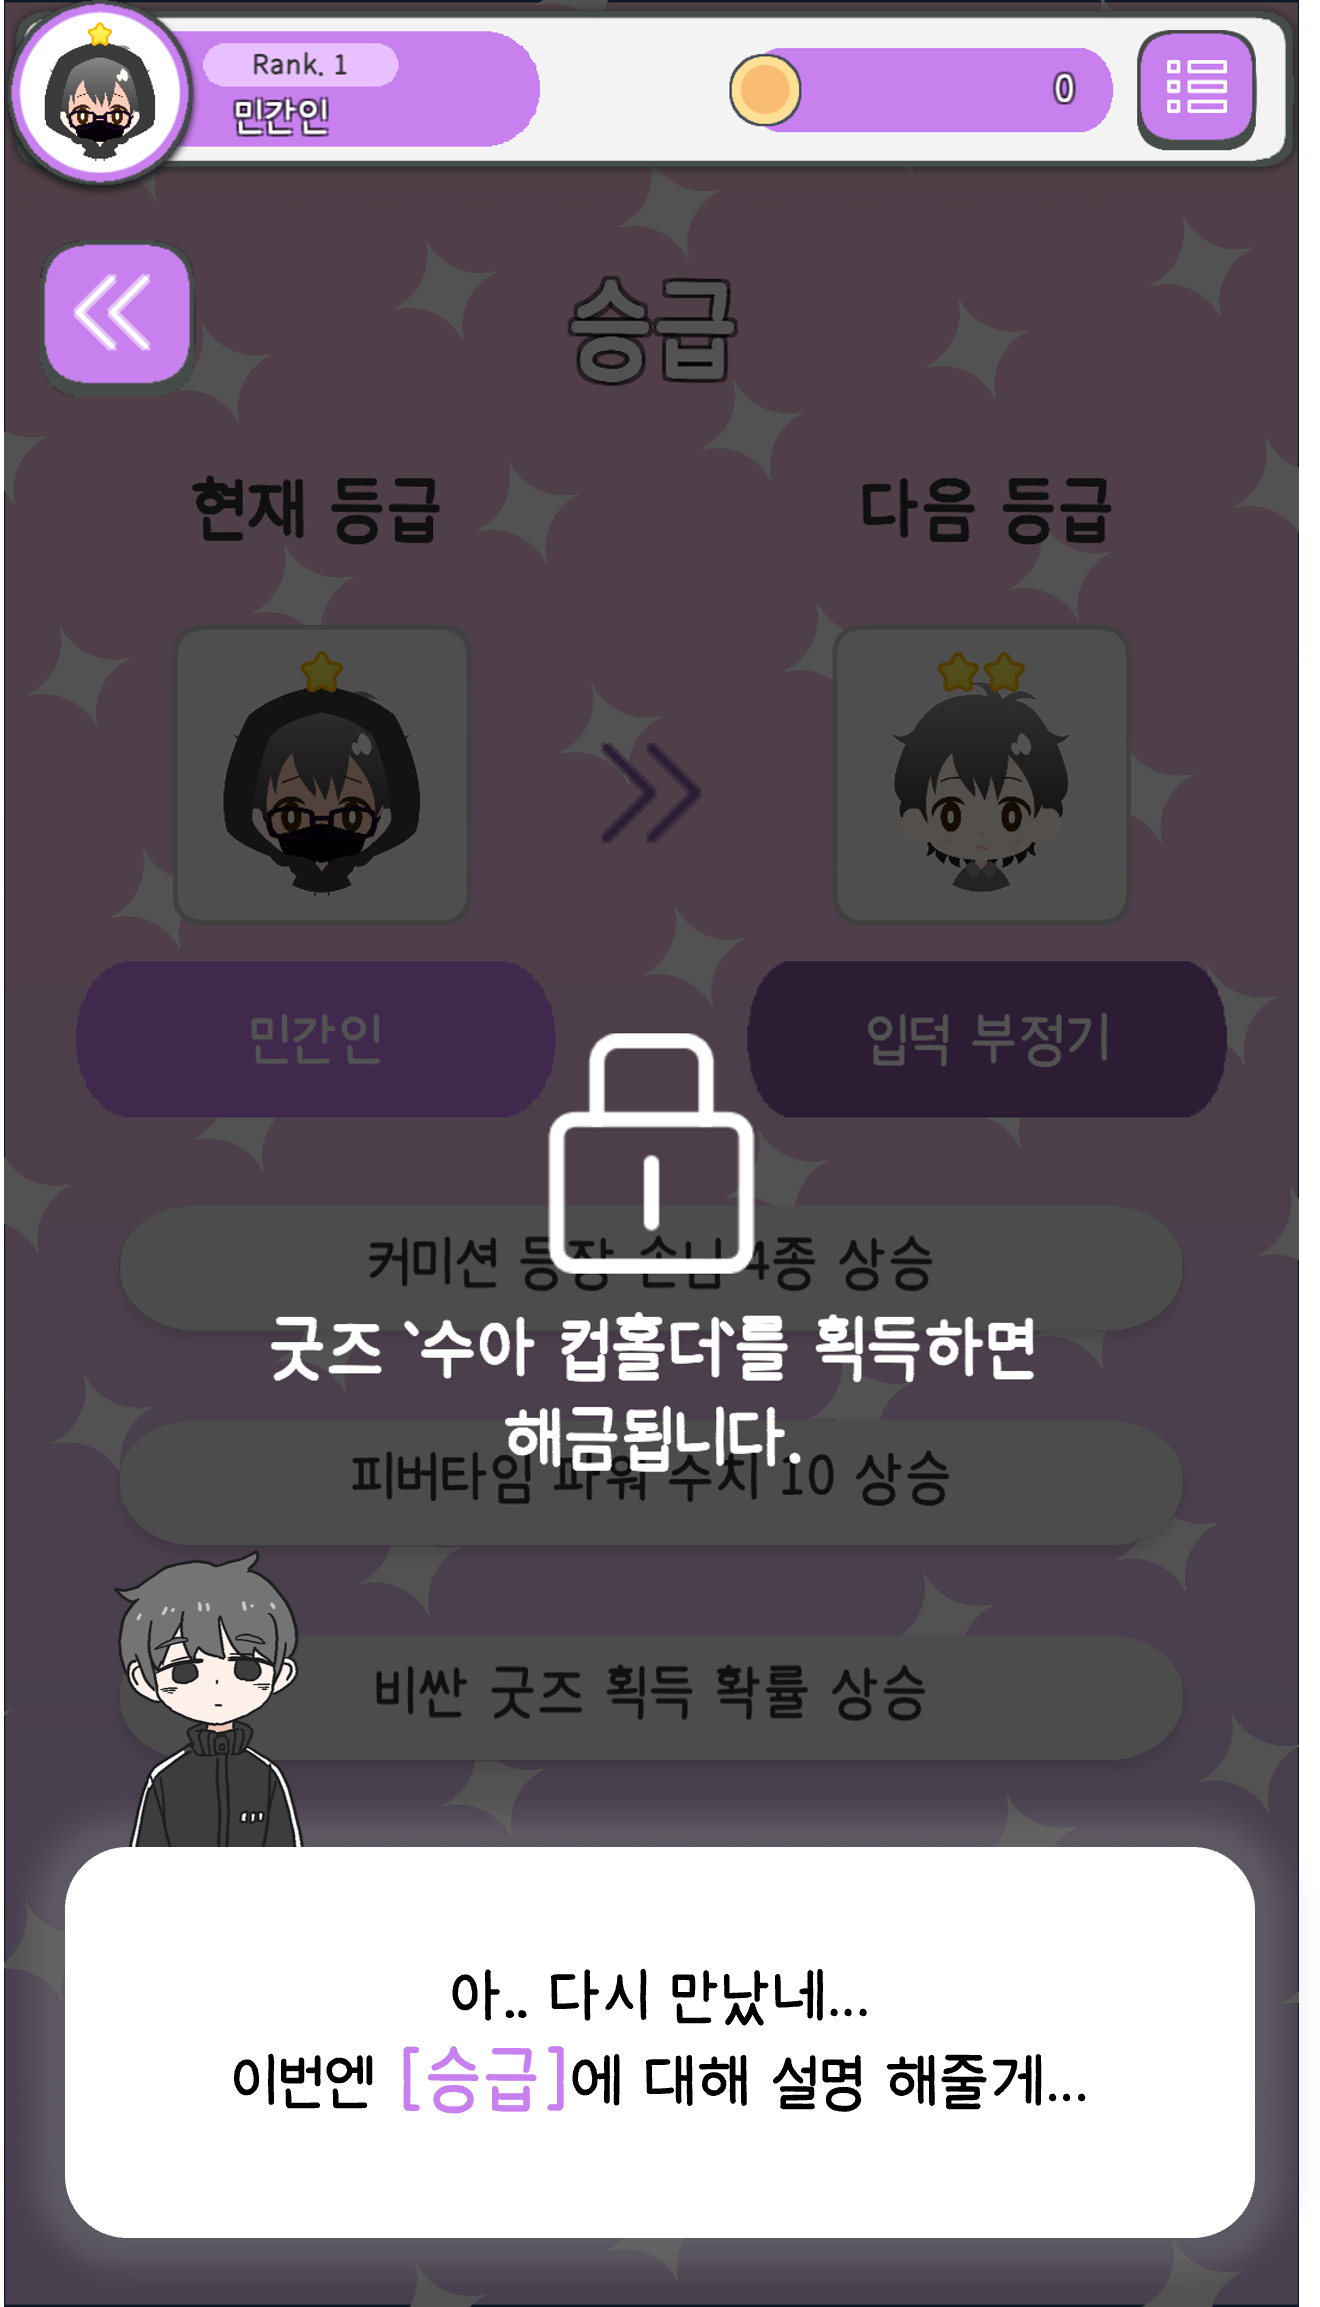 Rank. 1
민간인
0
승급
현재 등급
다음 등급
민간인
입덕 부정기
커미션 등장 손님 4종 상승
굿즈 `수아 컵홀더`를 획득하면
해금됩니다.
피버타임 파워 수치 10 상승
비싼 굿즈 획득 확률 상승
아.. 다시 만났네...
이번엔 [승급]에 대해 설명 해줄게...